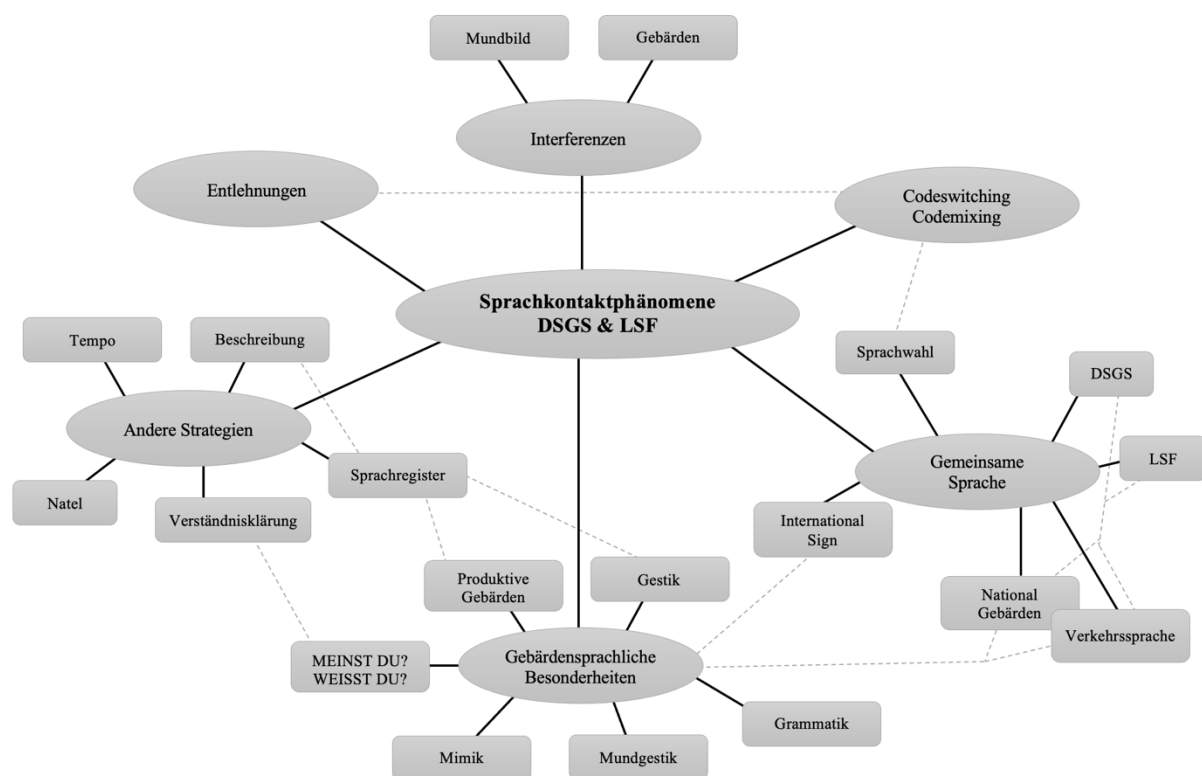 Mundbild
Gebärden
Interferenzen
Entlehnungen
Codeswitching
Codemixing
Sprachkontaktphänomene
DSGS & LSF
Tempo
Beschreibung
Sprachwahl
DSGS
Andere Strategien
Gemeinsame
Sprache
LSF
Sprachregister
Natel
Verständnisklärung
International
Sign
Produktive
Gebärden
Gestik
National
Gebärden
Verkehrssprache
MEINST DU?
WEISST DU?
Gebärdensprachliche
Besonderheiten
Grammatik
Mimik
Mundgestik